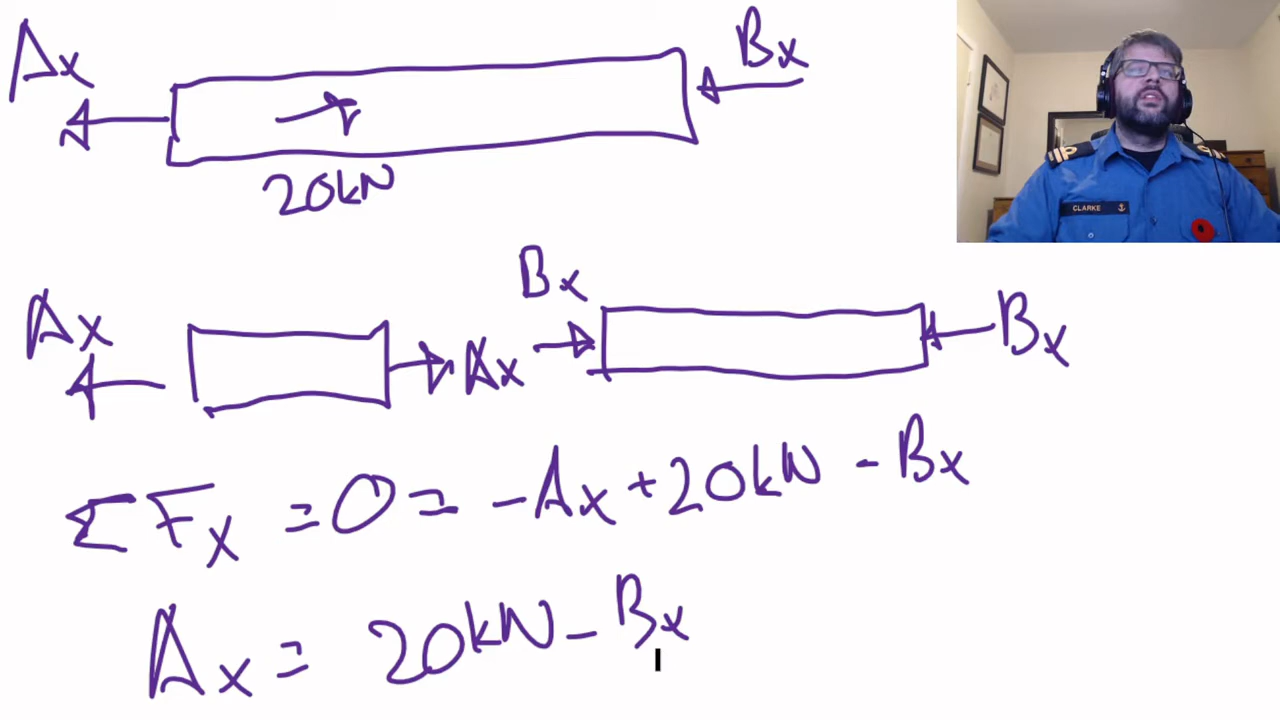 Ax
Bx
20kN
CLARKE
Ax
Ax
Bx
Bx
ΣFx = 0 = -Ax + 20kN - Bx
Ax = 20kN - Bx